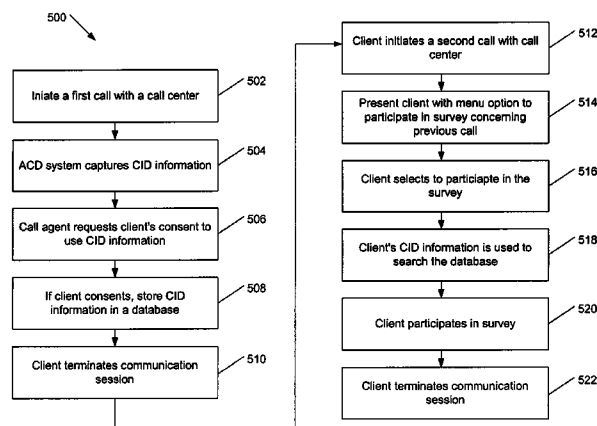 500
Iniate a first call with a call center
502
ACD system captures CID information
504
Call agent requests client's consent to
use CID information
506
If client consents, store CID
information in a database
508
Client terminates communication
session
510
Client initiates a second call with call
center
512
Present client with menu option to
participate in survey concerning
previous call
514
Client selects to particiapte in the
survey
516
Client's CID information is used to
search the database
518
Client participates in survey
520
Client terminates communication
session
522